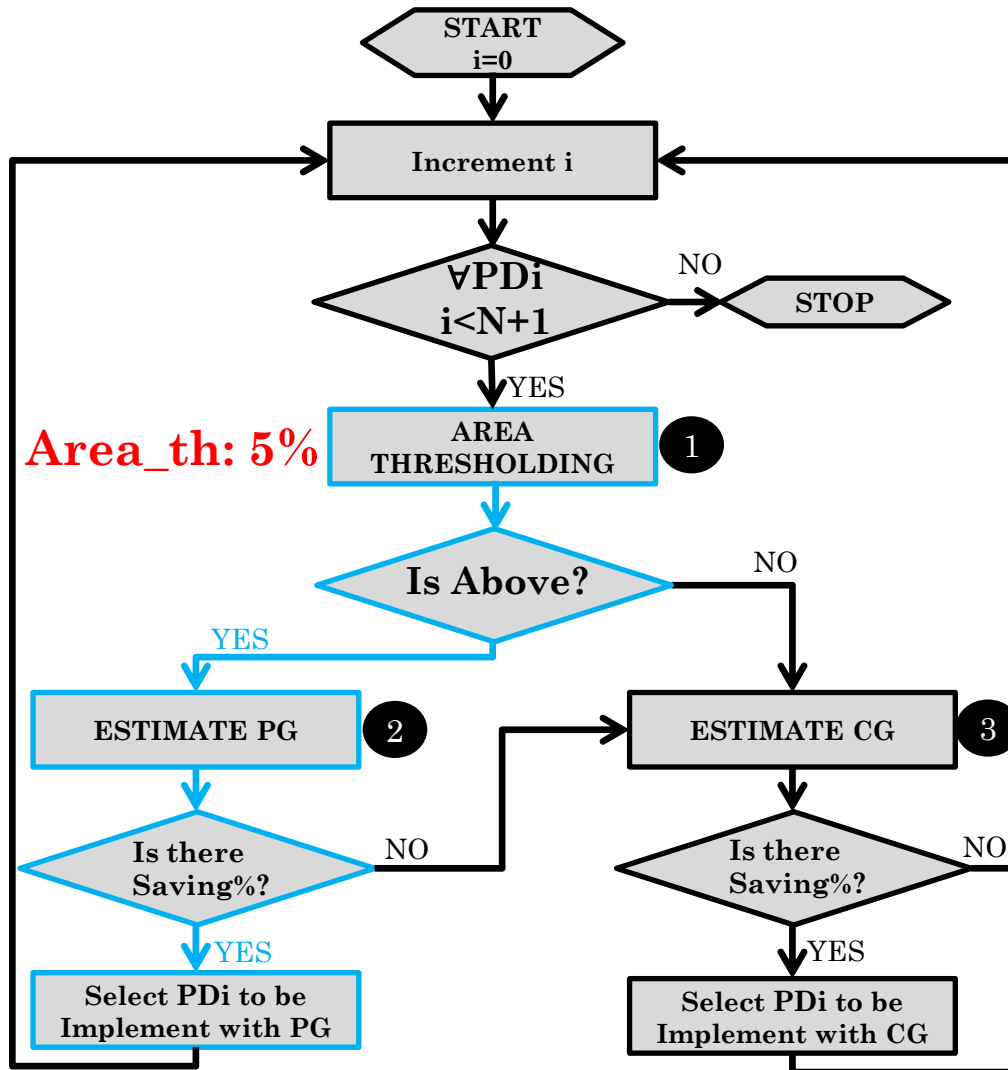 START
i=0
Increment i
∀PDi
i<N+1
NO
STOP
YES
Area_th: 5%
AREA
THRESHOLDING
1
Is Above?
NO
YES
ESTIMATE PG
2
ESTIMATE CG
3
Is there
Saving%?
NO
Is there
Saving%?
NO
YES
YES
Select PDi to be
Implement with PG
Select PDi to be
Implement with CG